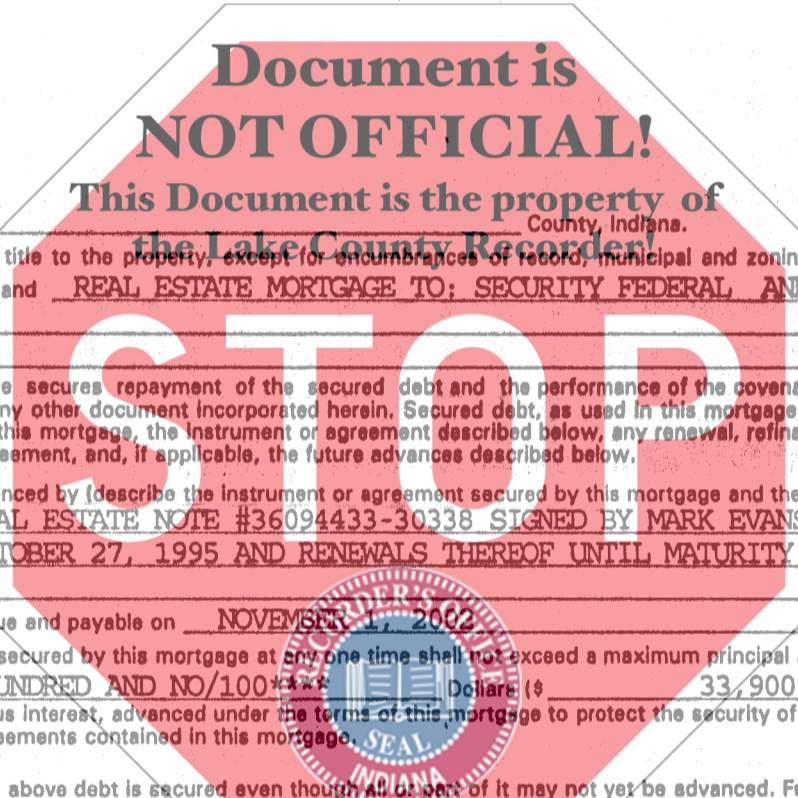 Document is
NOT OFFICIAL!
This Document is the property of
the Lake County Recorder!
County, Indiana.
title to the property, except for encumbrances of record, municipal and zonin
and REAL ESTATE MORTGAGE TO: SECURITY FEDERAL AN
STOP
e secures repayment of the secured debt and the performance of the covena
ny other document incorporated herein. Secured debt, as used in this mortgage
this mortgage, the instrument or agreement described below, any renewal, refina
eement, and, if applicable, the future advances described below.
nced by (describe the instrument or agreement secured by this mortgage and the
AL ESTATE NOTE #36094433-30338 SIGNED BY MARK EVANS
TOBER 27, 1995 AND RENEWALS THEREOF UNTIL MATURITY
ue and payable on NOVEMBER 1, 2002
secured by this mortgage at any one time shall not exceed a maximum principal
UNDRED AND NO/100**** Dollars ($ 33,900
us interest, advanced under the terms of this mortgage to protect the security of
eements contained in this mortgage.
RECORDER'S OFFICE
SEAL
INDIANA
above debt is secured even though all or part of it may not yet be advanced. Fu